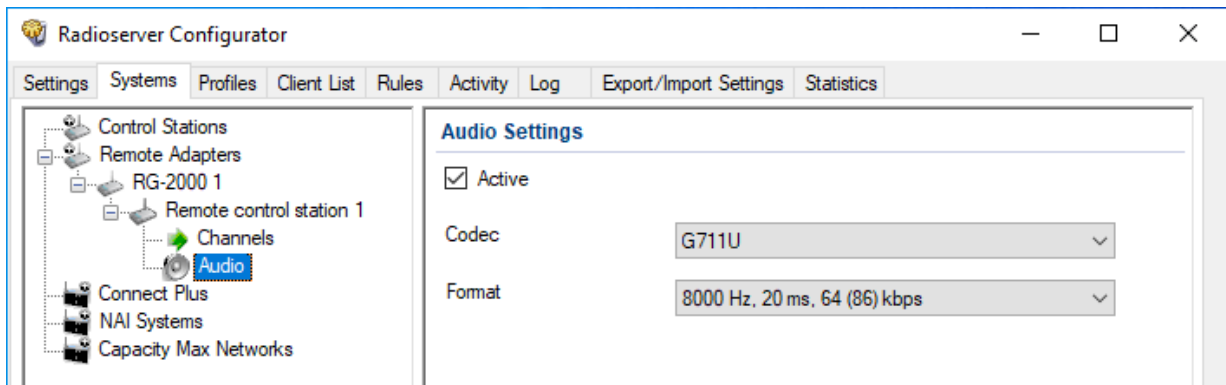 Radioserver Configurator
Settings Systems Profiles Client List Rules Activity Log Export/Import Settings Statistics
Control Stations
Remote Adapters
RG-2000 1
Remote control station 1
Channels
Audio
Connect Plus
NAI Systems
Capacity Max Networks
Audio Settings
Active
Codec G711U
Format 8000 Hz, 20 ms, 64 (86) kbps